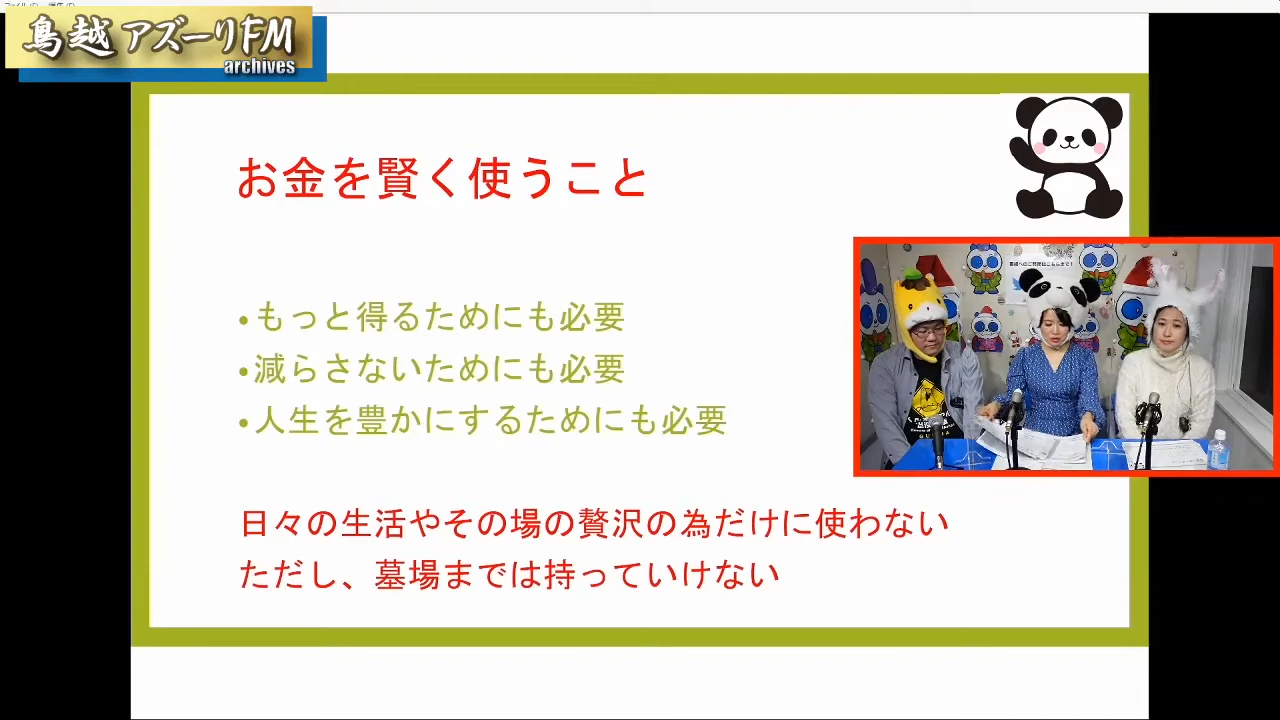 鳥越アズーリFM
archives
お金を賢く使うこと
•もっと得るためにも必要
•減らさないためにも必要
•人生を豊かにするためにも必要
日々の生活やその場の贅沢の為だけに使わない
ただし、墓場までは持っていけない